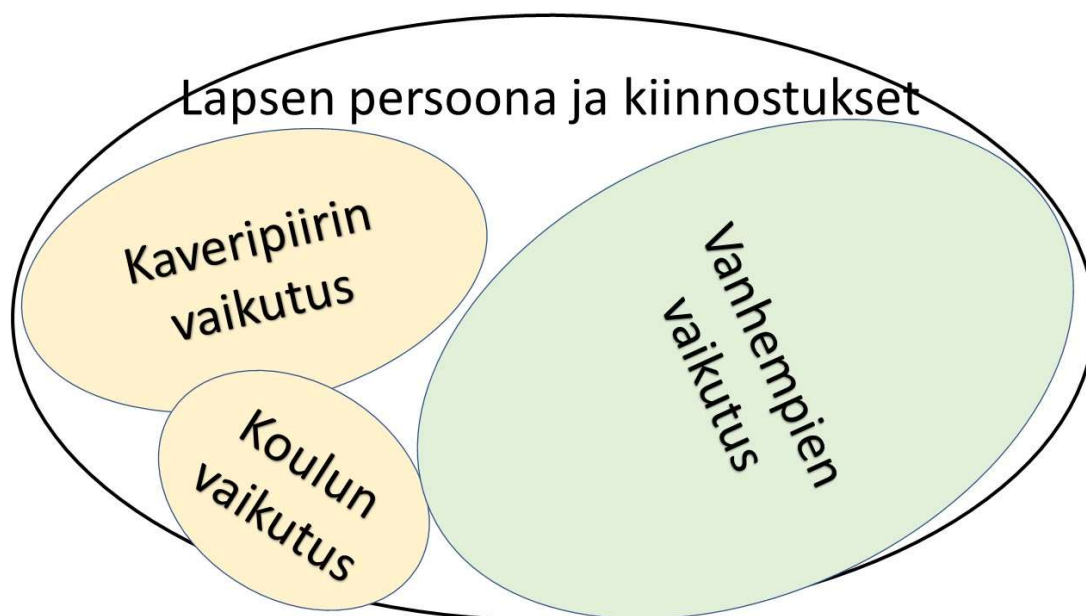 Lapsen persoona ja kiinnostukset
Kaveripiirin
vaikutus
Vanhempien
vaikutus
Koulun
vaikutus